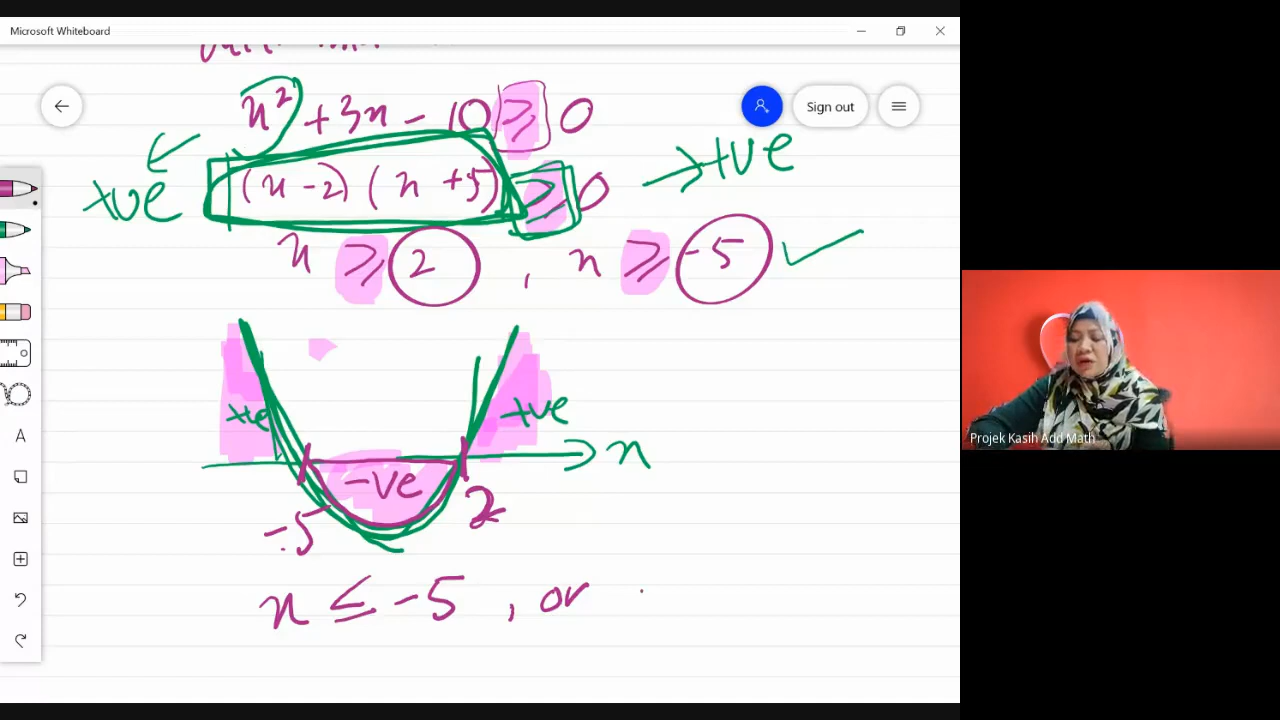 Microsoft Whiteboard
Sign out
x² + 3x - 10 ≥ 0
+ve
(x - 2) (x + 5) ≥ 0
+ve
x ≥ 2 , x ≥ -5
+ve
+ve
-ve
x
-5
2
x ≤ -5 , or
A
Projek Kasih Add Math